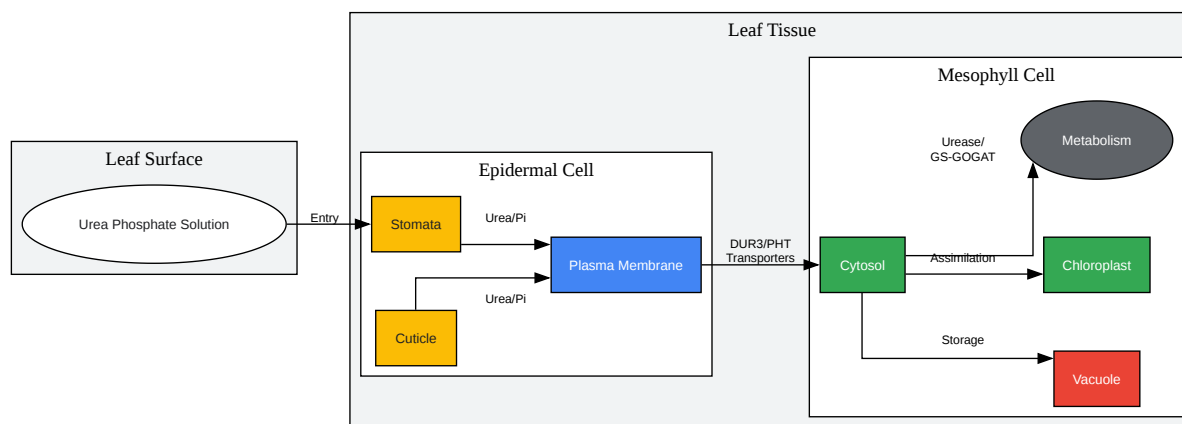 Leaf Tissue
Mesophyll Cell
Urease/
GS-GOGAT
Metabolism
Leaf Surface
Epidermal Cell
Urea Phosphate Solution
Entry
Stomata
Urea/Pi
DUR3/PHT
Transporters
Plasma Membrane
Cytosol
Assimilation
Chloroplast
Urea/Pi
Cuticle
Storage
Vacuole